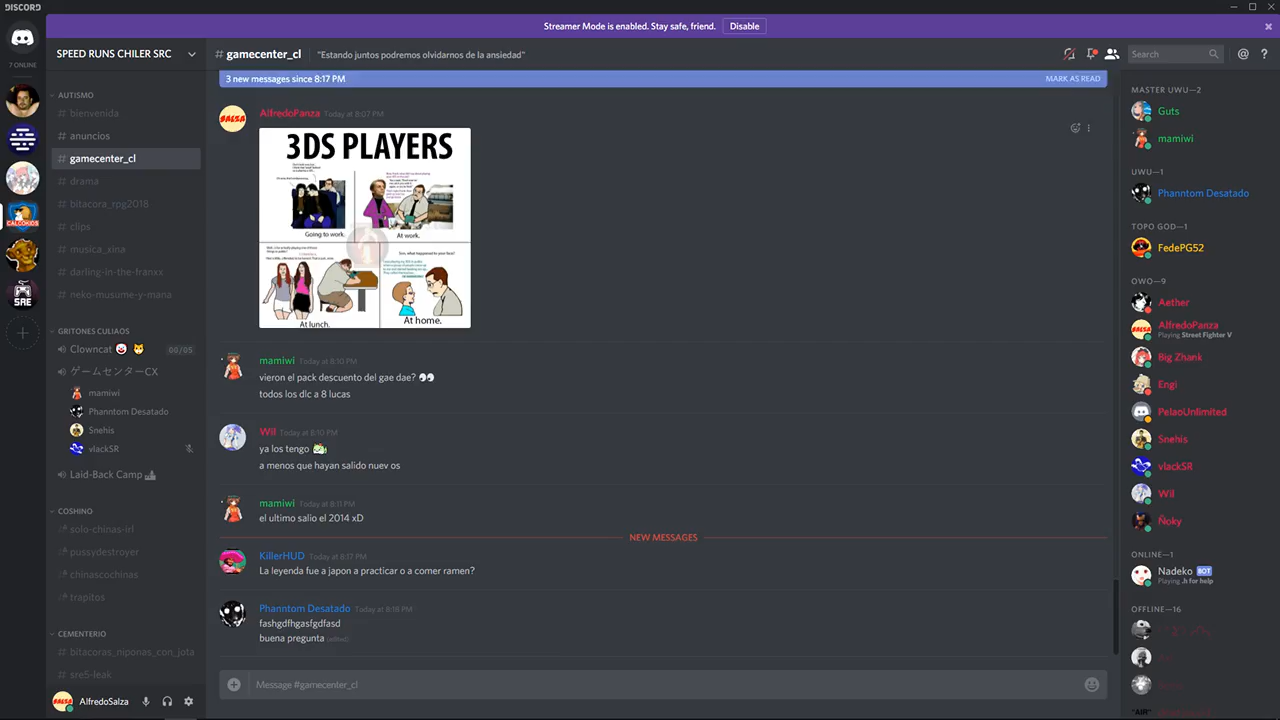 DISCORD
Streamer Mode is enabled. Stay safe, friend. Disable
7 ONLINE
SPEED RUNS CHILER SRC
# gamecenter_cl
"Estando juntos podremos olvidarnos de la ansiedad"
Search
3 new messages since 8:17 PM
MARK AS READ
AUTISMO
# bienvenida
# anuncios
# gamecenter_cl
# drama
# bitacora_rpg2018
# clips
# musica_xina
# darling-in-the-franxx
# neko-musume-y-mana
GRITONES CULIAOS
Clowncat 🤡 😼 00/05
ゲームセンターCX
mamiwi
Phanntom Desatado
Snehis
vlackSR
Laid-Back Camp
COSHINO
solo-chinas-irl
pussydestroyer
chinascochinas
trapitos
CEMENTERIO
# bitacoras_niponas_con_jota
# sre5-leak
SALSA
AlfredoSalza
SALSA
AlfredoPanza Today at 8:07 PM
3DS PLAYERS
Going to work.
At work.
At lunch.
At home.
mamiwi Today at 8:10 PM
vieron el pack descuento del gae dae? 👀
todos los dlc a 8 lucas
Wil Today at 8:10 PM
ya los tengo
a menos que hayan salido nuev os
mamiwi Today at 8:11 PM
el ultimo salio el 2014 xD
NEW MESSAGES
KillerHUD Today at 8:17 PM
La leyenda fue a japon a practicar o a comer ramen?
Phanntom Desatado Today at 8:18 PM
fashgdfhgasfgdfasd
buena pregunta (edited)
Message #gamecenter_cl
MASTER UWU—2
Guts
mamiwi
UWU—1
Phanntom Desatado
TOPO GOD—1
FedePG52
OWO—9
Aether
AlfredoPanza
Playing Street Fighter V
Big Zhank
Engi
PelaoUnlimited
Snehis
vlackSR
Wil
Ñoky
ONLINE—1
Nadeko BOT
Playing .h for help
OFFLINE—16
"AIR"